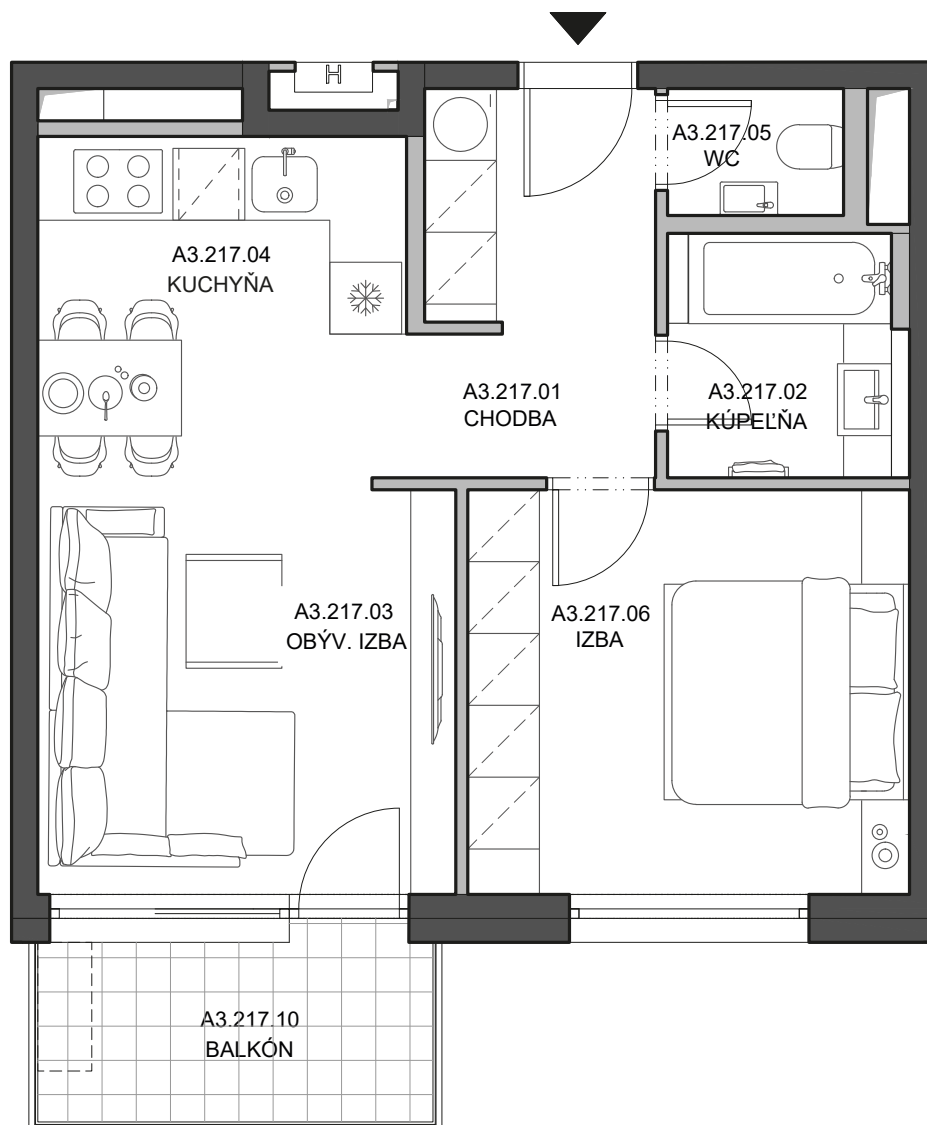 H
A3.217.05
WC
A3.217.04
KUCHYŇA
A3.217.01
CHODBA
A3.217.02
KÚPEĽŇA
A3.217.03
OBÝV. IZBA
A3.217.06
IZBA
A3.217.10
BALKÓN